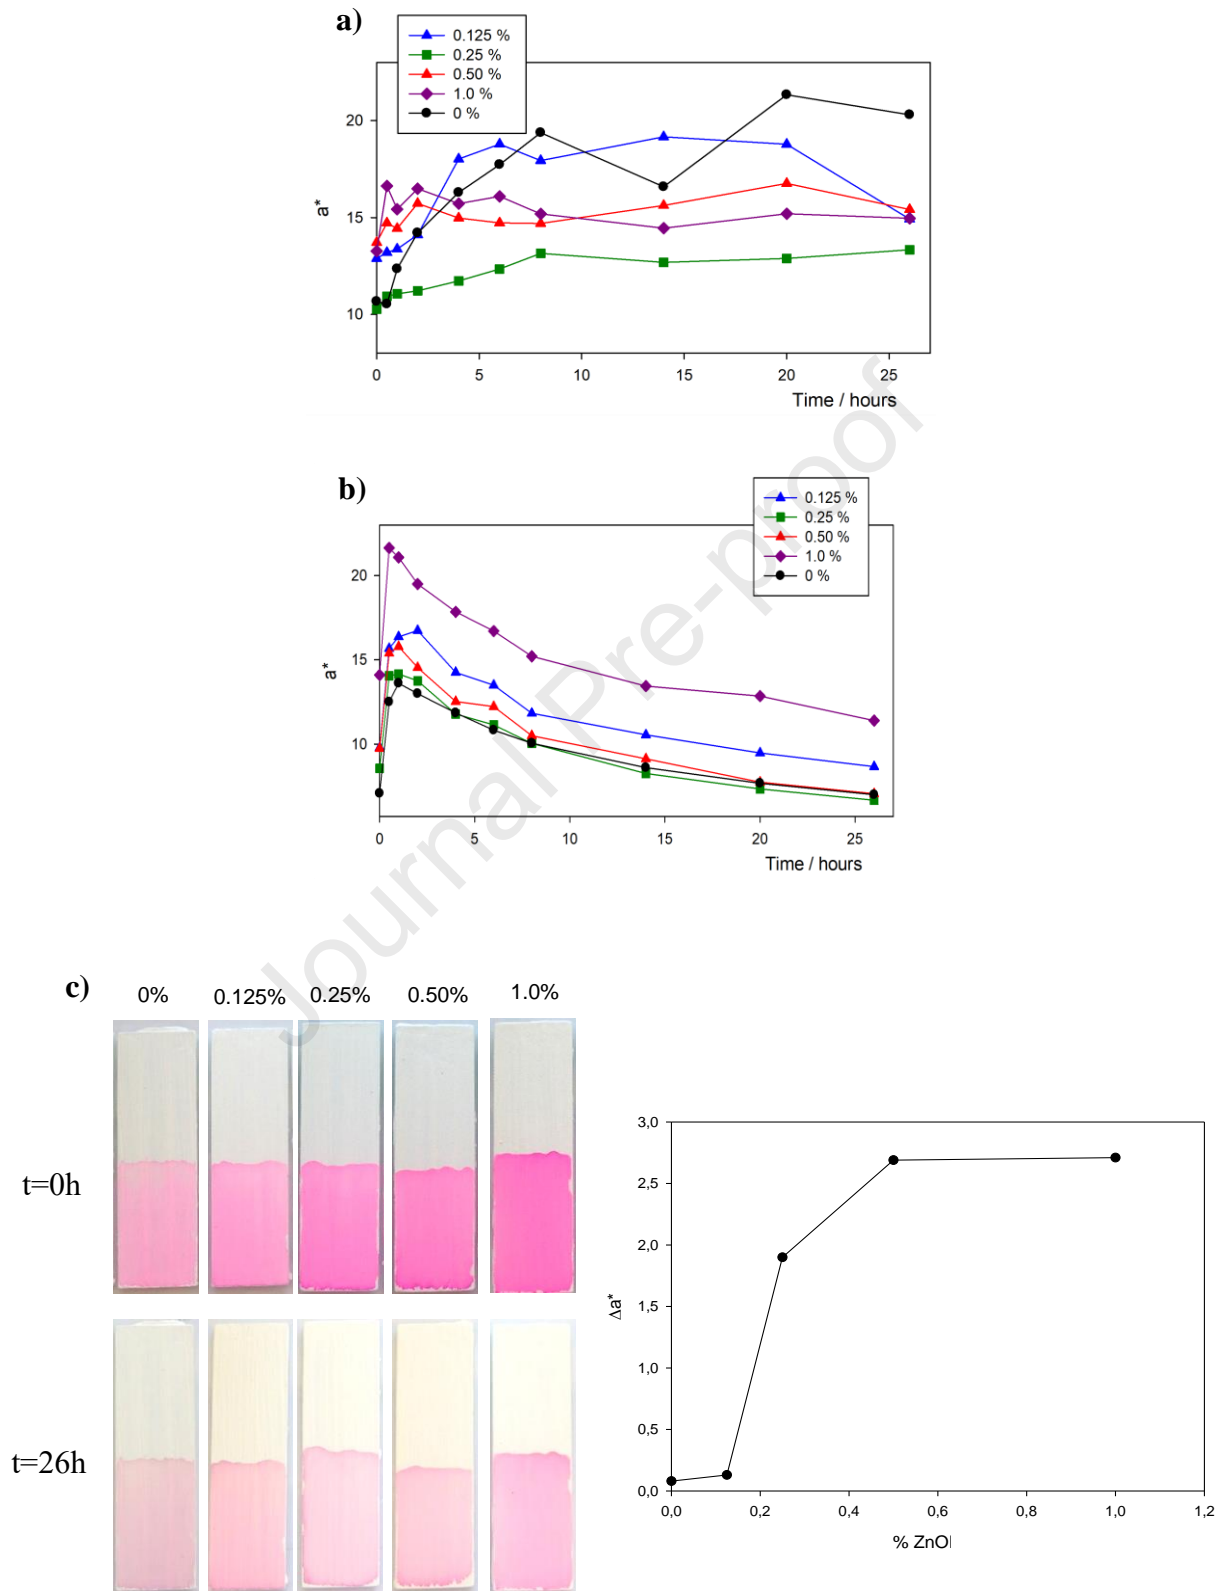 a)
0.125 %
0.25 %
0.50 %
1.0 %
0 %
20
15
10
a*
0 5 10 15 20 25
Time / hours
b)
0.125 %
0.25 %
0.50 %
1.0 %
0 %
20
15
10
a*
0 5 10 15 20 25
Time / hours
Journal Pre-proof
c)
0% 0.125% 0.25% 0.50% 1.0%
t=0h
t=26h
3,0
2,5
2,0
1,5
1,0
0,5
0,0
Δa*
0,0 0,2 0,4 0,6 0,8 1,0 1,2
% ZnO